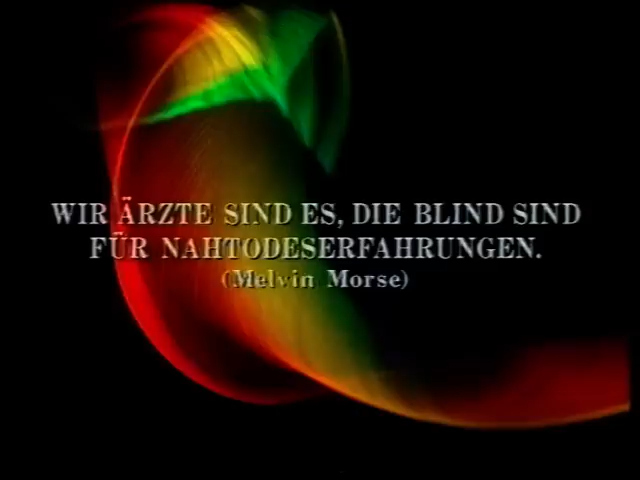 WIR ÄRZTE SIND ES, DIE BLIND SIND
FÜR NAHTODESERFAHRUNGEN.
(Melvin Morse)